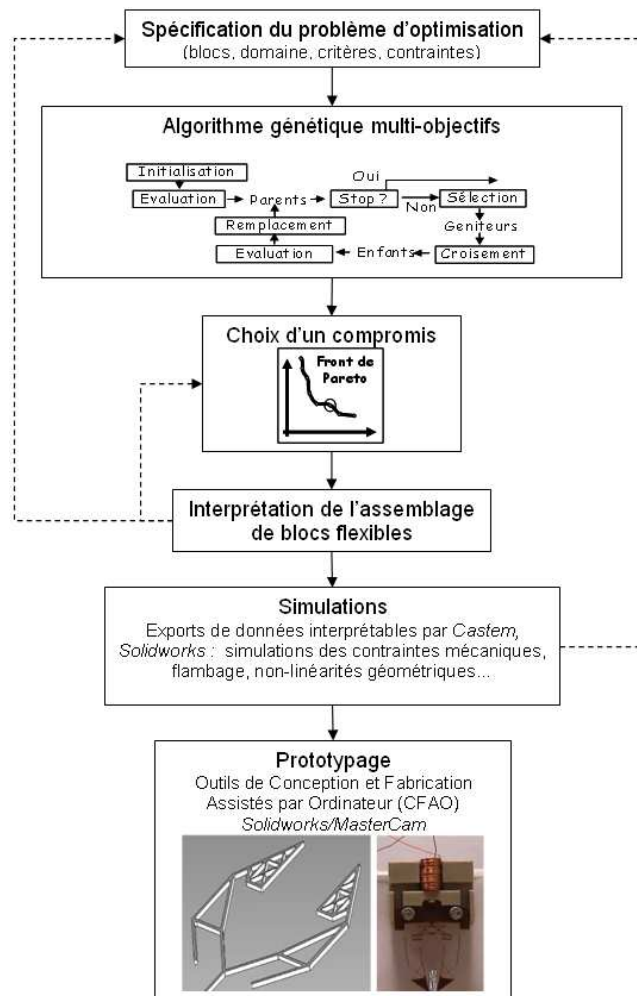 Spécification du problème d'optimisation
(blocs, domaine, critères, contraintes)
Algorithme génétique multi-objectifs
Initialisation
Oui
Evaluation
Parents
Stop ?
Sélection
Non
Remplacement
Geniteurs
Evaluation
Enfants
Croisement
Choix d'un compromis
Front de
Pareto
Interprétation de l'assemblage
de blocs flexibles
Simulations
Exports de données interprétables par Castem,
Solidworks : simulations des contraintes mécaniques,
flambage, non-linéarités géométriques...
Prototypage
Outils de Conception et Fabrication
Assistés par Ordinateur (CFAO)
Solidworks/MasterCam